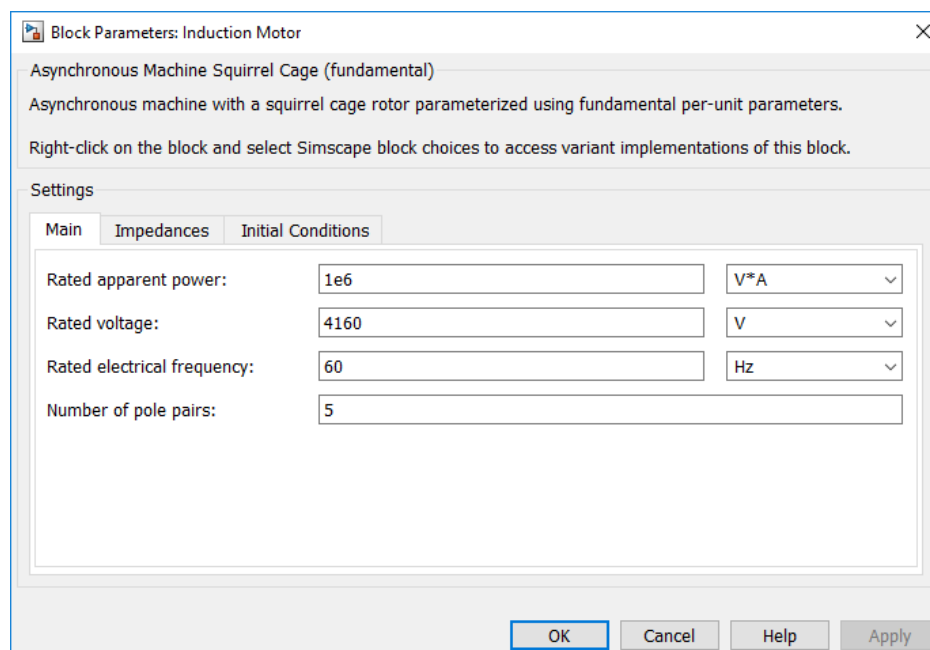 Block Parameters: Induction Motor
Asynchronous Machine Squirrel Cage (fundamental)
Asynchronous machine with a squirrel cage rotor parameterized using fundamental per-unit parameters.
Right-click on the block and select Simscape block choices to access variant implementations of this block.
Settings
Main Impedances Initial Conditions
Rated apparent power: 1e6 V*A
Rated voltage: 4160 V
Rated electrical frequency: 60 Hz
Number of pole pairs: 5
OK Cancel Help Apply